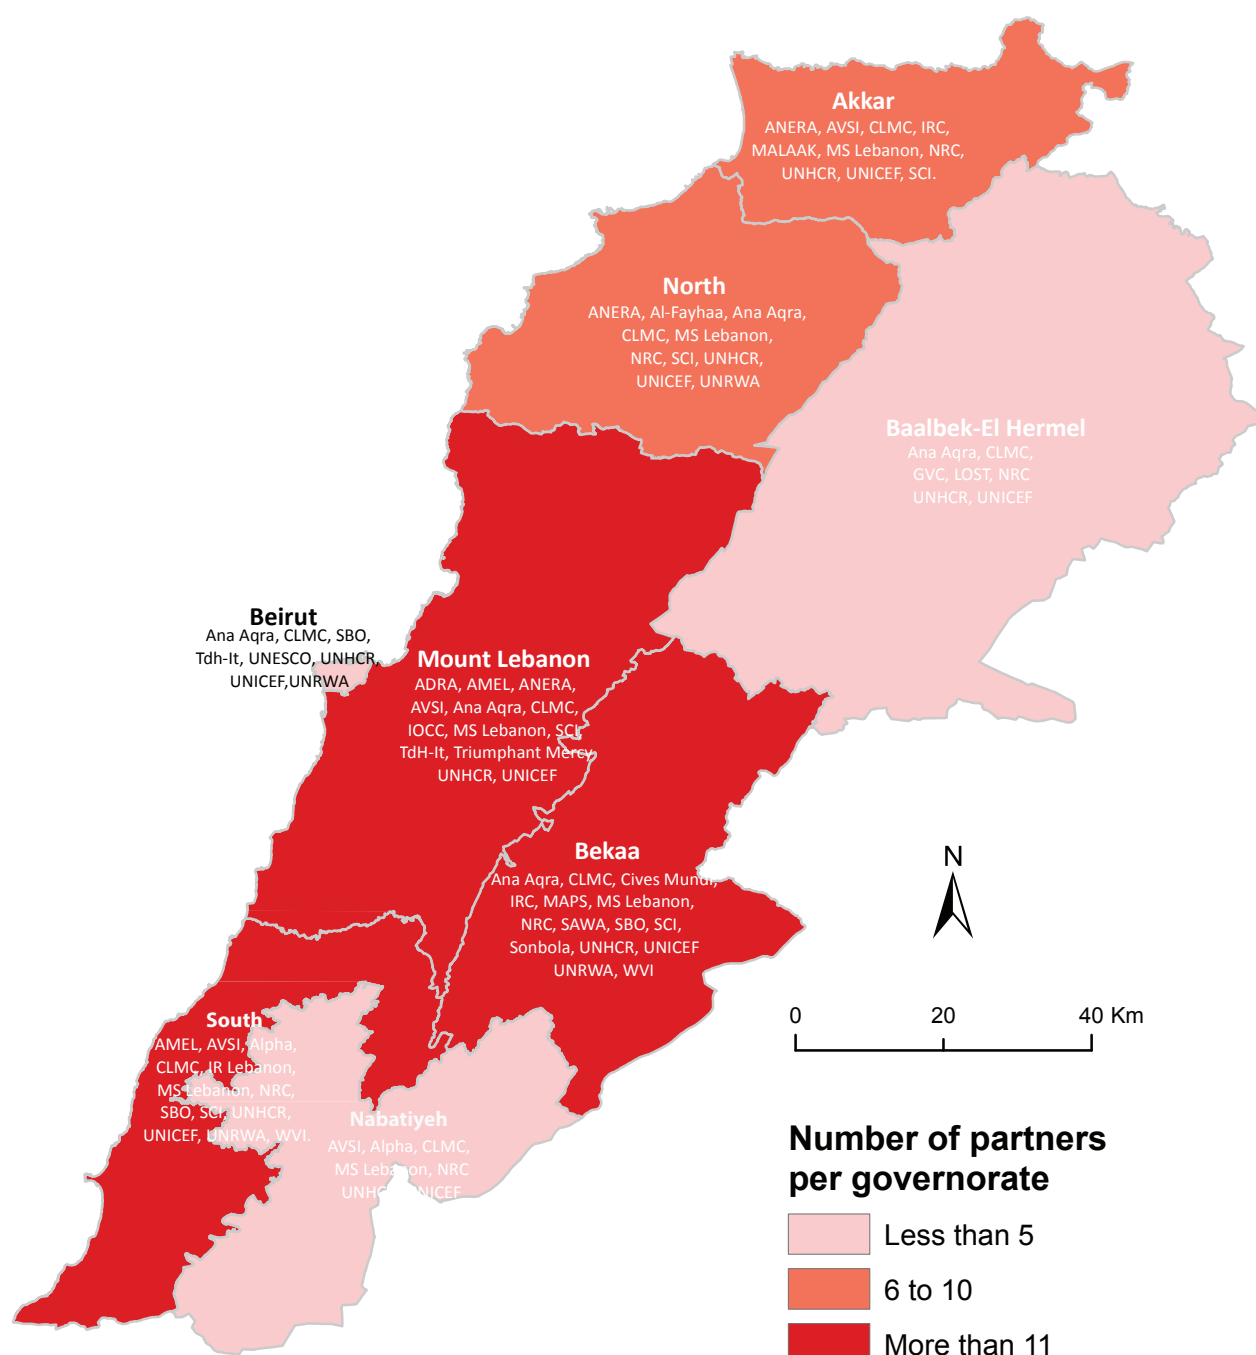 Akkar
ANERA, AVSI, CLMC, IRC,
MALAAK, MS Lebanon, NRC,
UNHCR, UNICEF, SCI.
North
ANERA, Al-Fayhaa, Ana Aqra,
CLMC, MS Lebanon,
NRC, SCI, UNHCR,
UNICEF, UNRWA
Baalbek-El Hermel
Ana Aqra, CLMC,
GVC, LOST, NRC
UNHCR, UNICEF
Beirut
Ana Aqra, CLMC, SBO,
Tdh-It, UNESCO, UNHCR,
UNICEF,UNRWA
Mount Lebanon
ADRA, AMEL, ANERA,
AVSI, Ana Aqra, CLMC,
IOCC, MS Lebanon, SCI,
TdH-It, Triumphant Mercy
UNHCR, UNICEF
Bekaa
Ana Aqra, CLMC, Cives Mundi,
IRC, MAPS, MS Lebanon,
NRC, SAWA, SBO, SCI,
Sonbola, UNHCR, UNICEF
UNRWA, WVI
N
0 20 40 Km
South
AMEL, AVSI, Alpha,
CLMC, IR Lebanon,
MS Lebanon, NRC,
SBO, SCI, UNHCR,
UNICEF, UNRWA, WVI.
Nabatiyeh
AVSI, Alpha, CLMC,
MS Lebanon, NRC
UNHCR, UNICEF
Number of partners
per governorate
Less than 5
6 to 10
More than 11